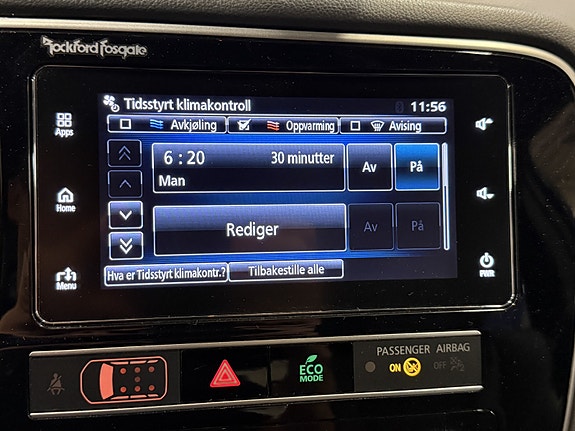 Rockford Fosgate
Tidsstyrt klimakontroll 11:56
Avkjøling Oppvarming Avising
Apps
6:20 30 minutter Av På
Man
Home
Rediger Av På
Menu
Hva er Tidsstyrt klimakontr.? Tilbakestille alle
PWR
PASSENGER AIRBAG
ECO MODE
ON OFF